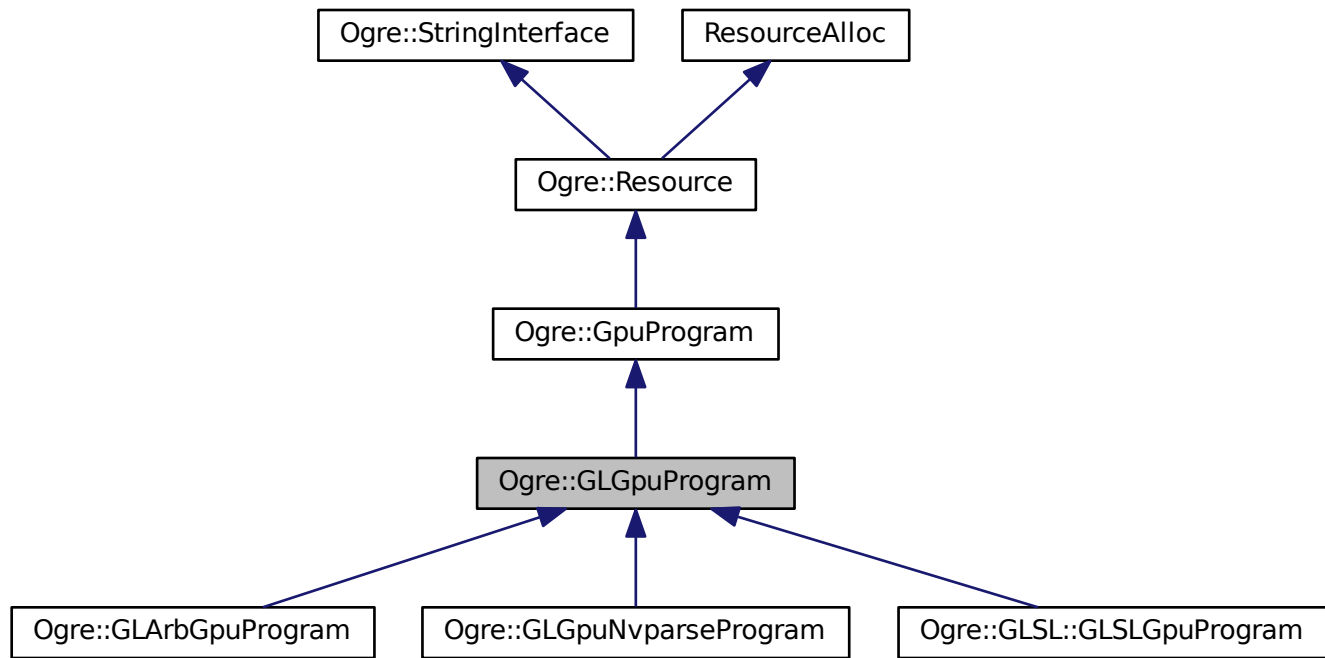 Ogre::StringInterface
ResourceAlloc
Ogre::Resource
Ogre::GpuProgram
Ogre::GLGpuProgram
Ogre::GLArbGpuProgram
Ogre::GLGpuNvparseProgram
Ogre::GLSL::GLSLGpuProgram